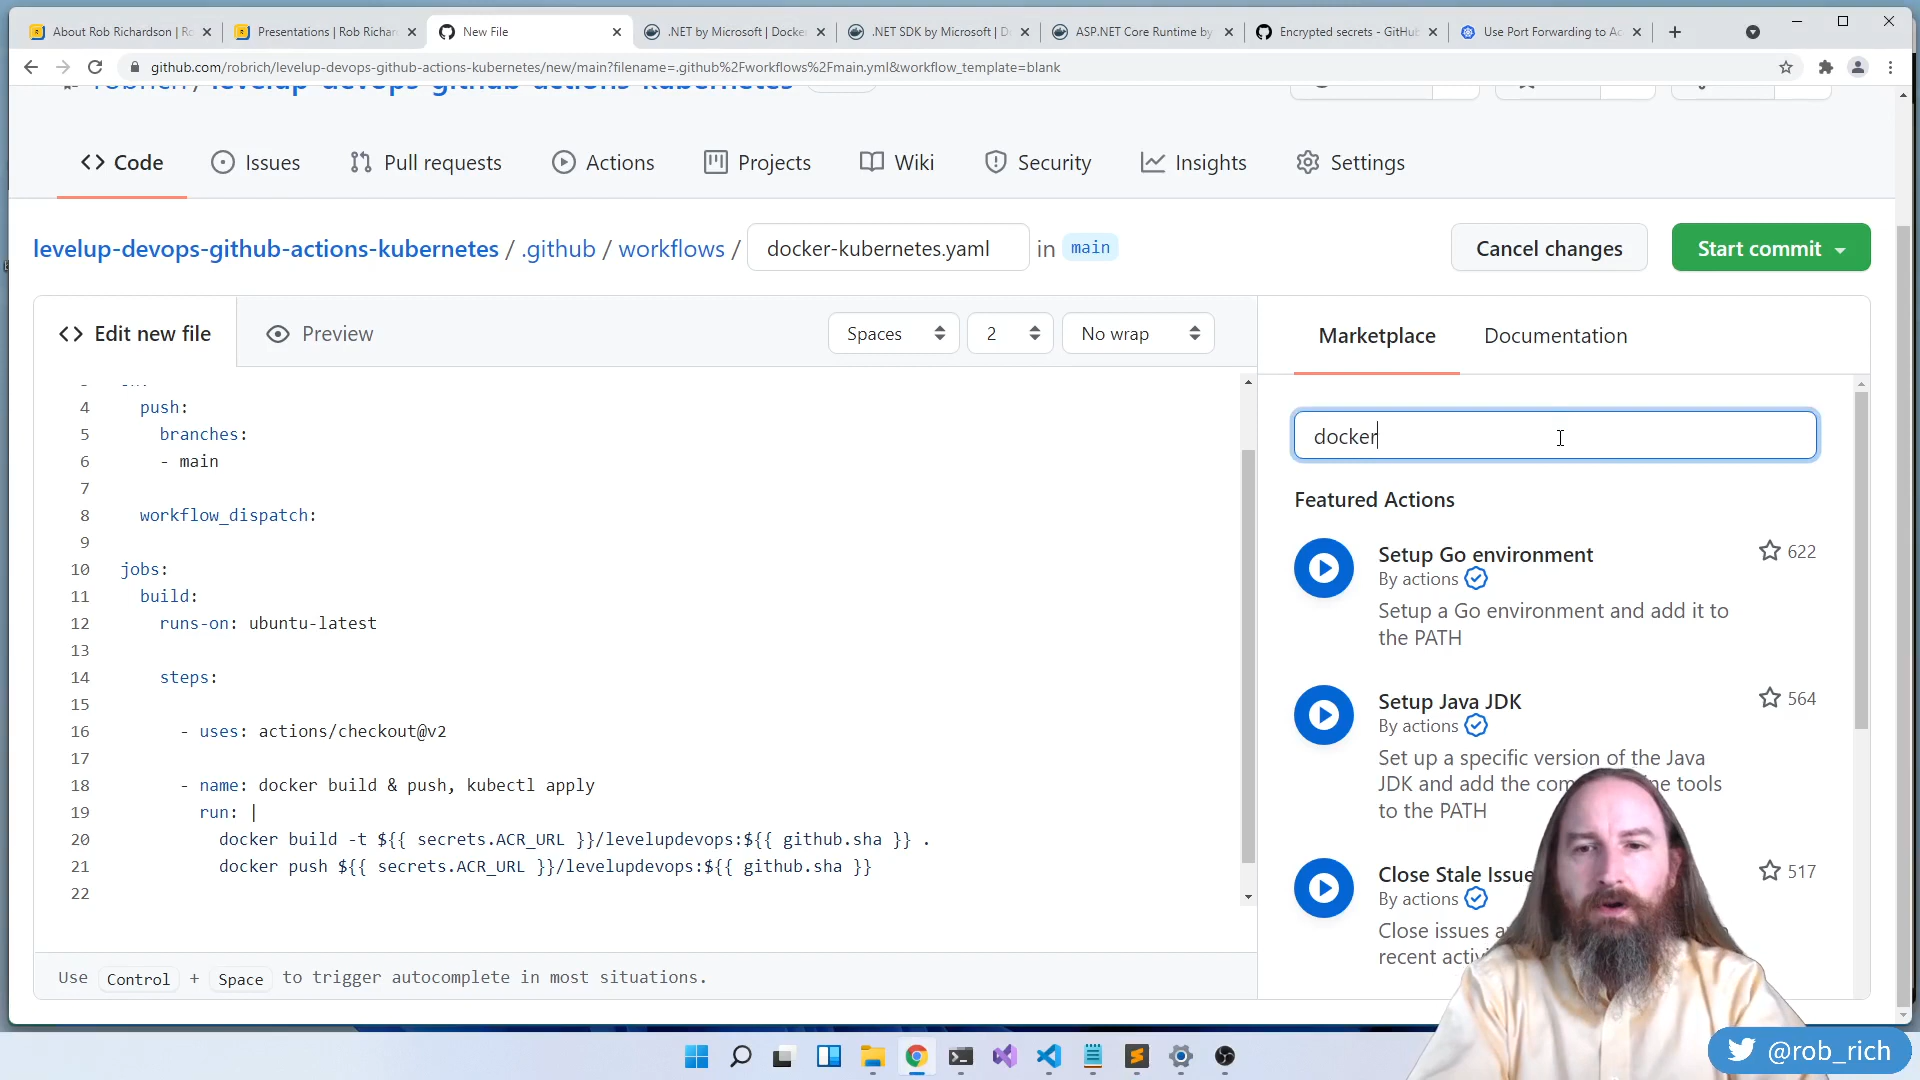 About Rob Richardson | Ro
Presentations | Rob Richar
New File
.NET by Microsoft | Docke
.NET SDK by Microsoft | D
ASP.NET Core Runtime by
Encrypted secrets - GitHub
Use Port Forwarding to Ac
github.com/robrich/levelup-devops-github-actions-kubernetes/new/main?filename=.github%2Fworkflows%2Fmain.yml&workflow_template=blank
robrich / levelup-devops-github-actions-kubernetes
Code
Issues
Pull requests
Actions
Projects
Wiki
Security
Insights
Settings
levelup-devops-github-actions-kubernetes / .github / workflows / docker-kubernetes.yaml in main
Cancel changes
Start commit
Edit new file
Preview
Spaces
2
No wrap
4 push:
5 branches:
6 - main
7
8 workflow_dispatch:
9
10 jobs:
11 build:
12 runs-on: ubuntu-latest
13
14 steps:
15
16 - uses: actions/checkout@v2
17
18 - name: docker build & push, kubectl apply
19 run: |
20 docker build -t ${{ secrets.ACR_URL }}/levelupdevops:${{ github.sha }} .
21 docker push ${{ secrets.ACR_URL }}/levelupdevops:${{ github.sha }}
22
Use Control + Space to trigger autocomplete in most situations.
Marketplace
Documentation
docker
Featured Actions
Setup Go environment
622
By actions
Setup a Go environment and add it to
the PATH
Setup Java JDK
564
By actions
Set up a specific version of the Java
JDK and add the com ne tools
to the PATH
Close Stale Issue
517
By actions
Close issues a
recent activ
@rob_rich